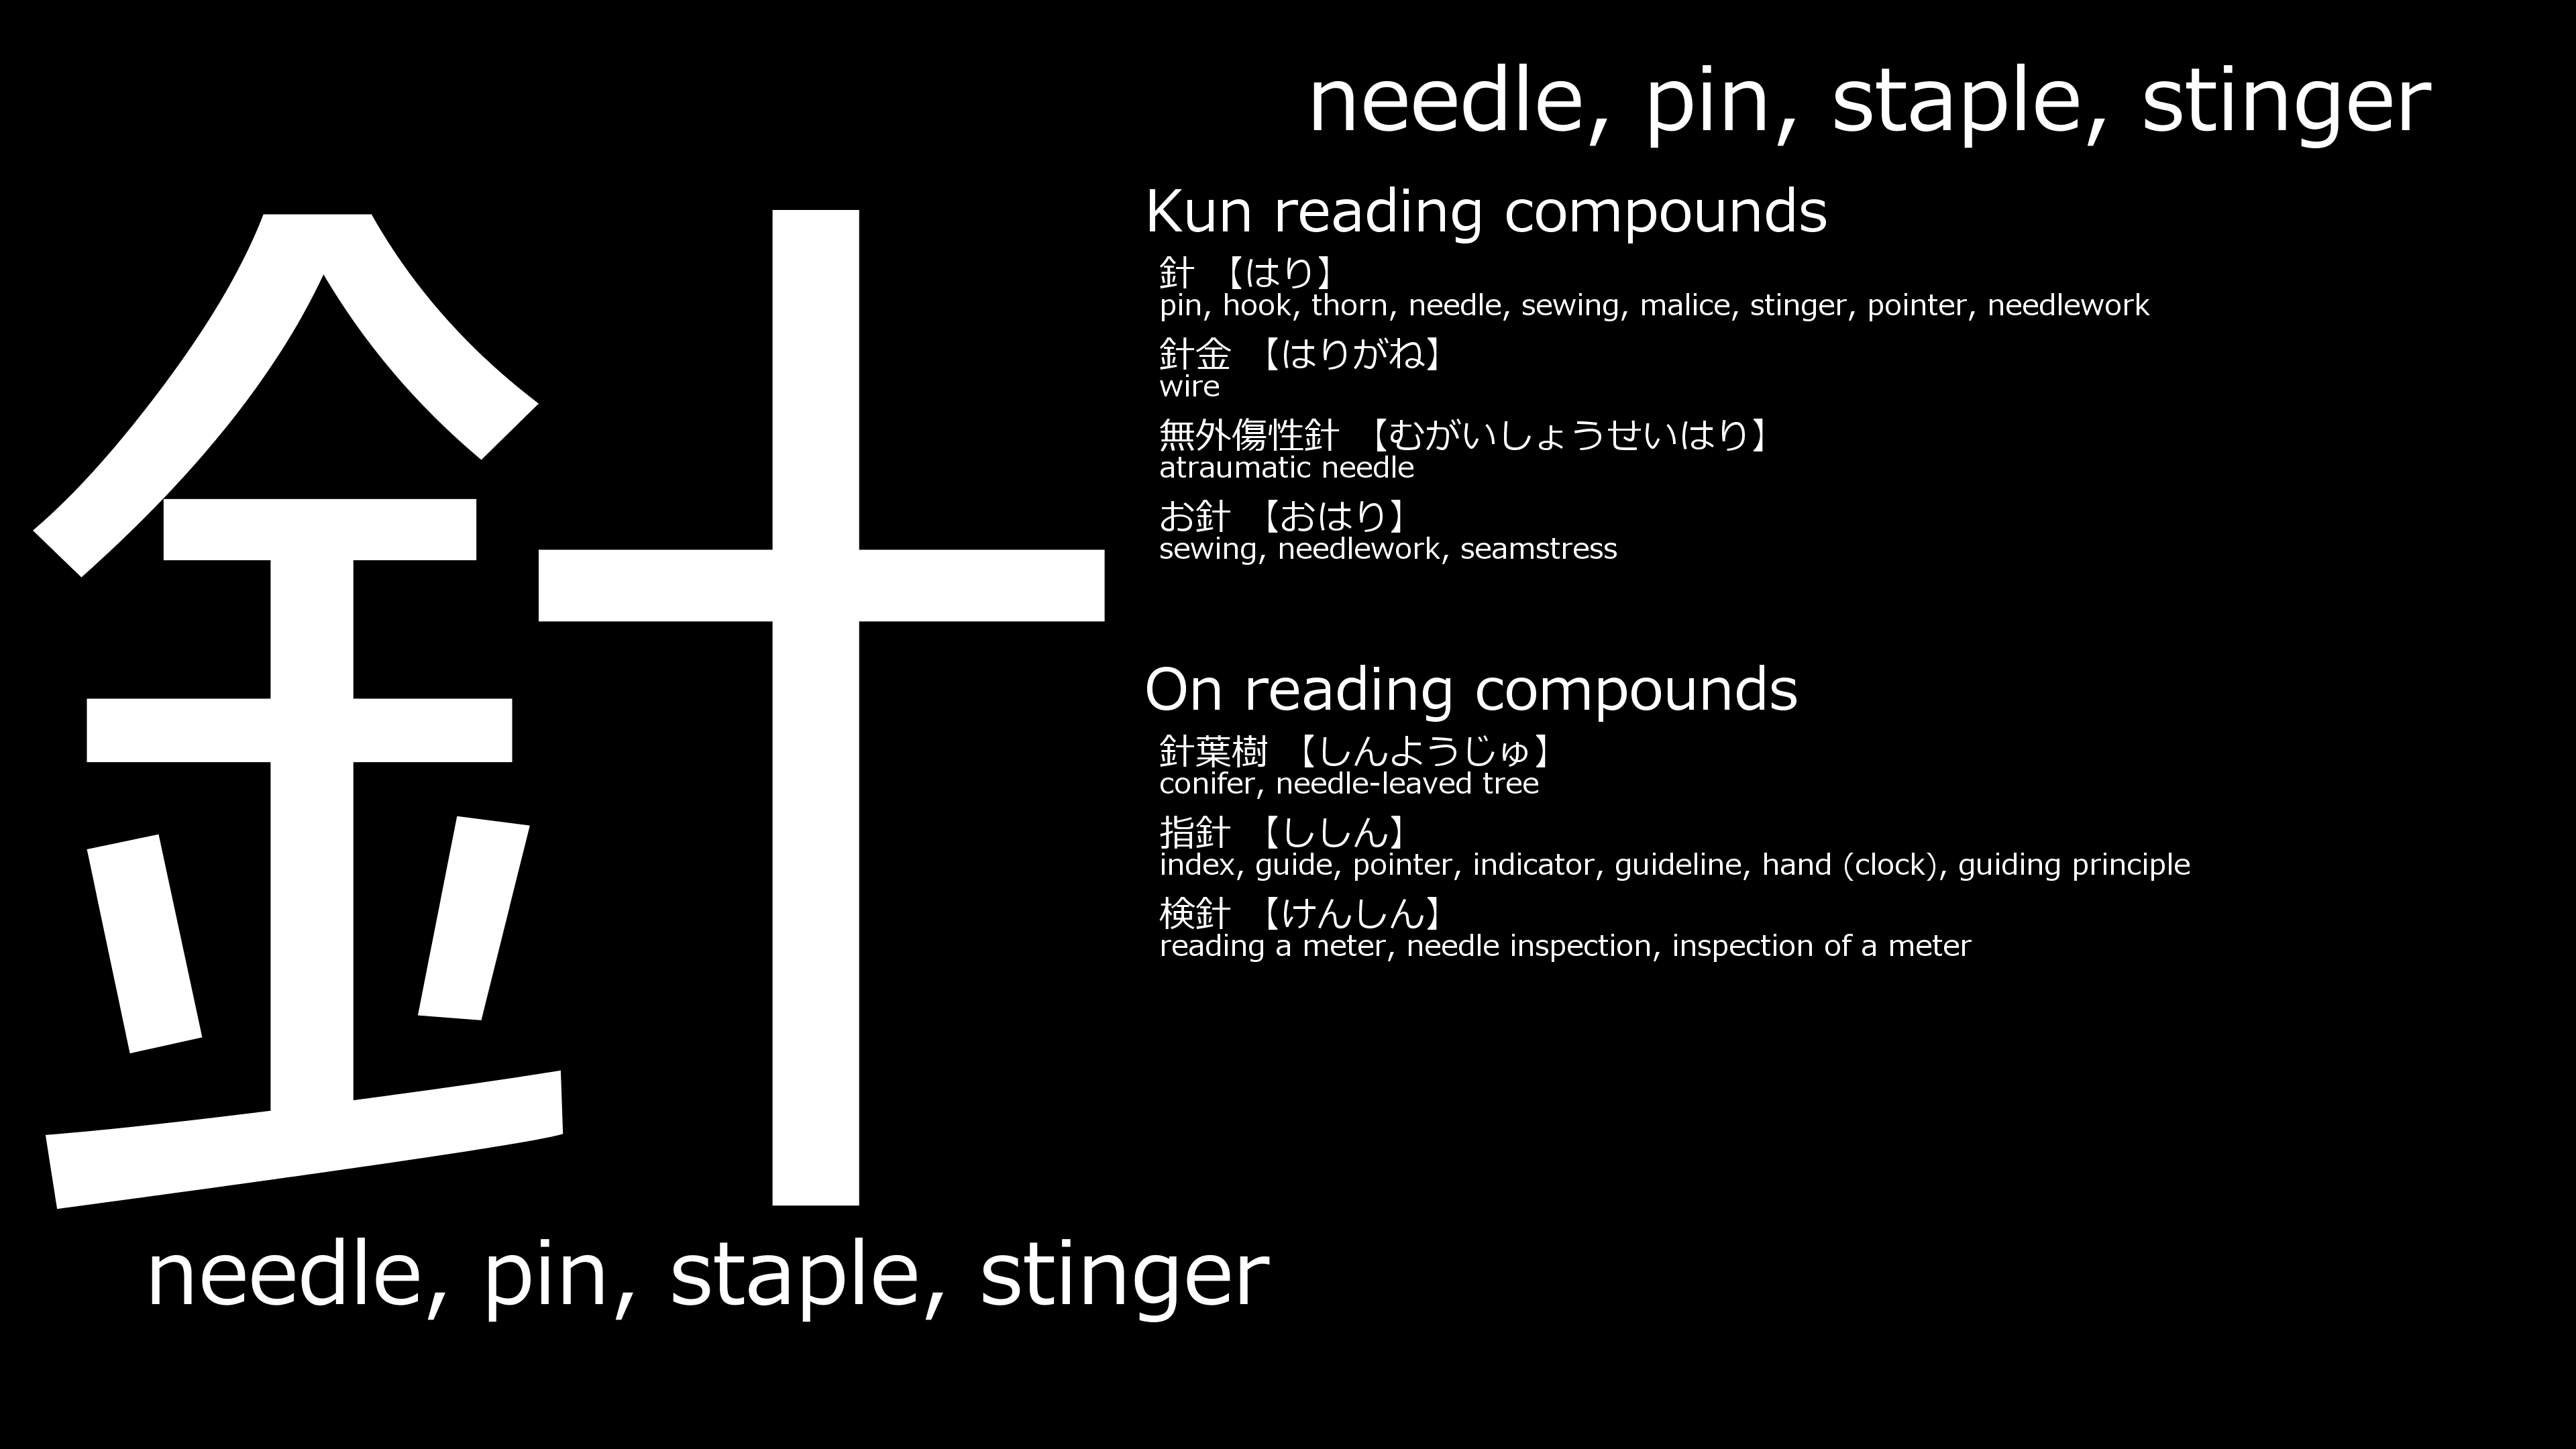 needle, pin, staple, stinger
針
needle, pin, staple, stinger
Kun reading compounds
針 【はり】
pin, hook, thorn, needle, sewing, malice, stinger, pointer, needlework
針金 【はりがね】
wire
無外傷性針 【むがいしょうせいはり】
atraumatic needle
お針 【おはり】
sewing, needlework, seamstress
On reading compounds
針葉樹 【しんようじゅ】
conifer, needle-leaved tree
指針 【ししん】
index, guide, pointer, indicator, guideline, hand (clock), guiding principle
検針 【けんしん】
reading a meter, needle inspection, inspection of a meter